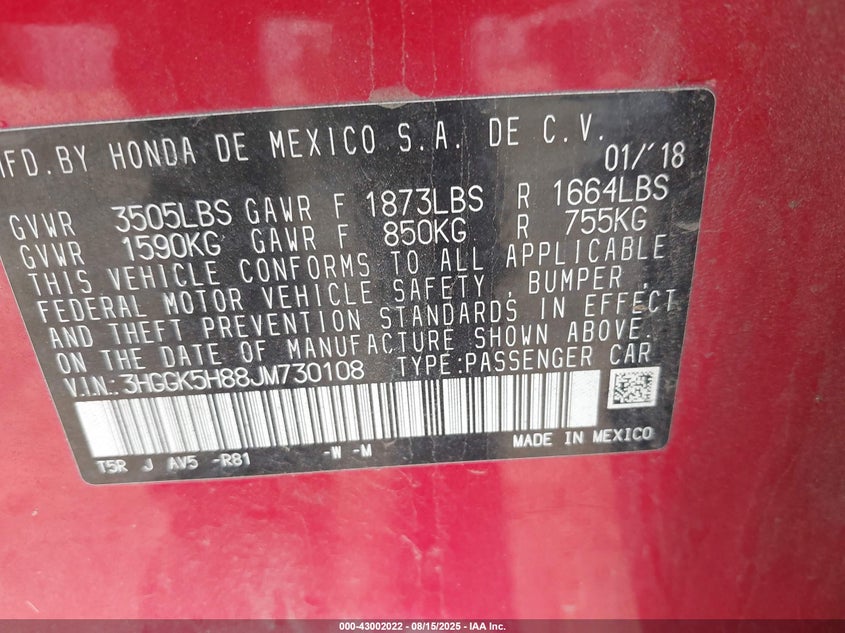 MFD.BY HONDA DE MEXICO S.A. DE C.V. 01/'18
GVWR 3505LBS GAWR F 1873LBS R 1664LBS
GVWR 1590KG GAWR F 850KG R 755KG
THIS VEHICLE CONFORMS TO ALL APPLICABLE
FEDERAL MOTOR VEHICLE SAFETY, BUMPER,
AND THEFT PREVENTION STANDARDS IN EFFECT
ON THE DATE OF MANUFACTURE SHOWN ABOVE.
V.I.N.: 3HGGK5H88JM730108 TYPE:PASSENGER CAR
T5R J AV5 -R81 -W -M MADE IN MEXICO
000-43002022 - 08/15/2025 - IAA Inc.